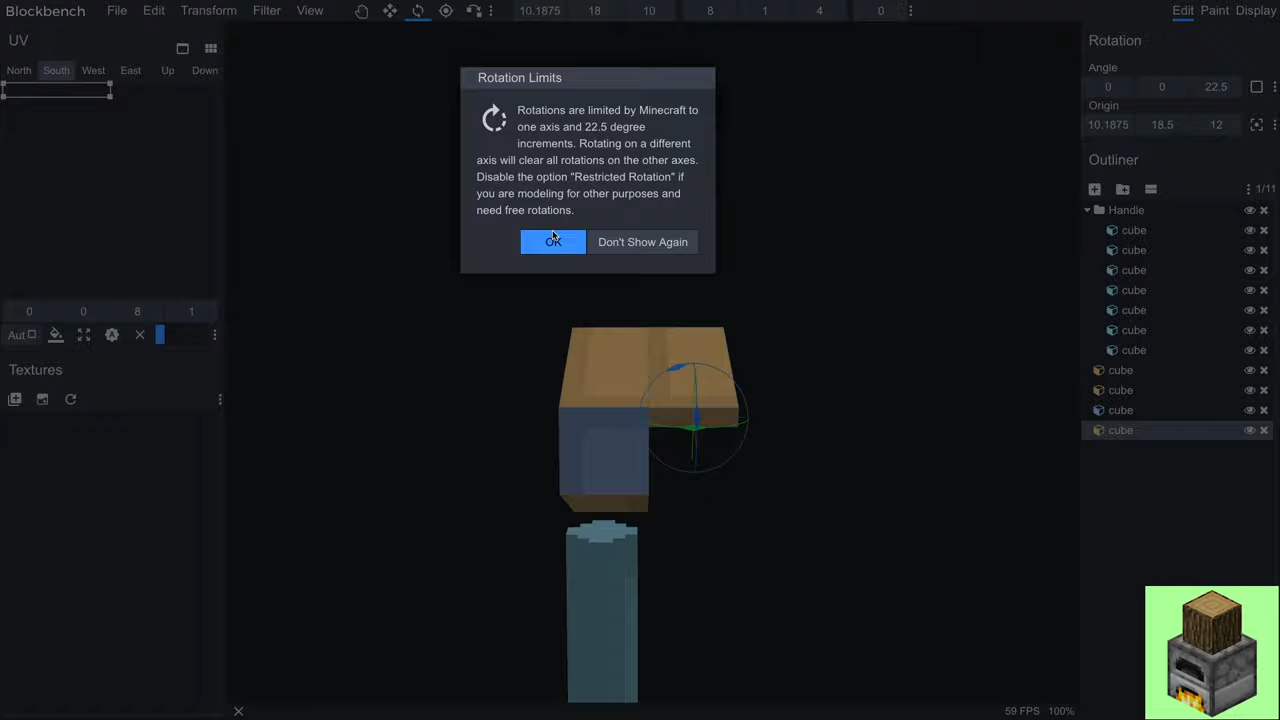 Blockbench File Edit Transform Filter View 10.1875 18 10 8 1 4 0 Edit Paint Display
UV
North South West East Up Down
0 0 8 1
Aut
Textures
Rotation Limits
Rotations are limited by Minecraft to
one axis and 22.5 degree
increments. Rotating on a different
axis will clear all rotations on the other axes.
Disable the option "Restricted Rotation" if
you are modeling for other purposes and
need free rotations.
OK Don't Show Again
Rotation
Angle
0 0 22.5
Origin
10.1875 18.5 12
Outliner
1/11
Handle
cube
cube
cube
cube
cube
cube
cube
cube
cube
cube
cube
59 FPS 100%